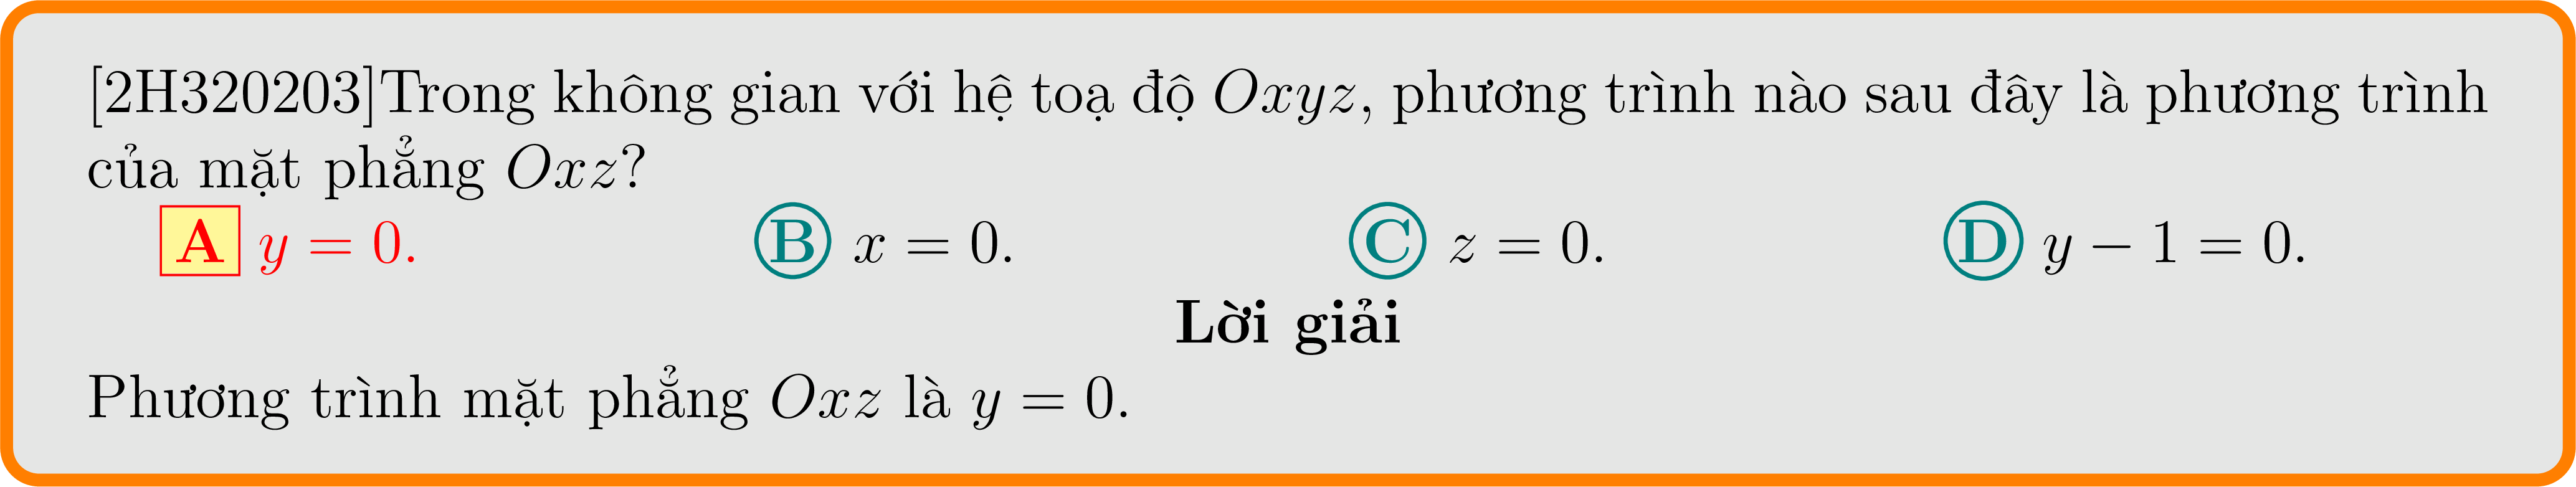 [2H320203]Trong không gian với hệ toạ độ Oxyz, phương trình nào sau đây là phương trình
của mặt phẳng Oxz?
A y = 0. B x = 0. C z = 0. D y − 1 = 0.
Lời giải
Phương trình mặt phẳng Oxz là y = 0.